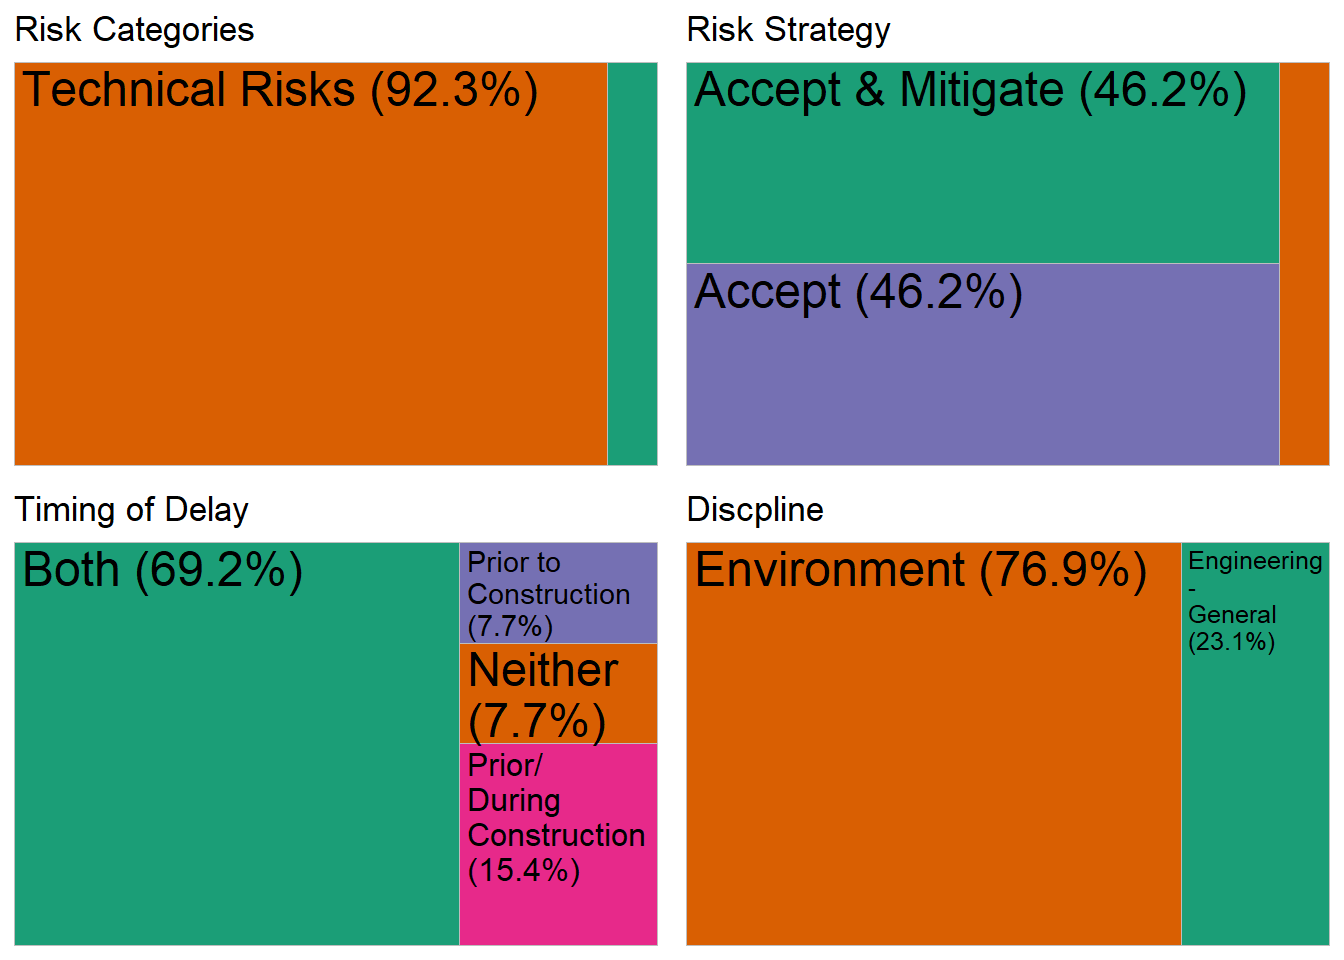 Risk Categories
Technical Risks (92.3%)
Risk Strategy
Accept & Mitigate (46.2%)
Accept (46.2%)
Timing of Delay
Both (69.2%)
Prior to
Construction
(7.7%)
Neither
(7.7%)
Prior/
During
Construction
(15.4%)
Discpline
Environment (76.9%)
Engineering
-
General
(23.1%)